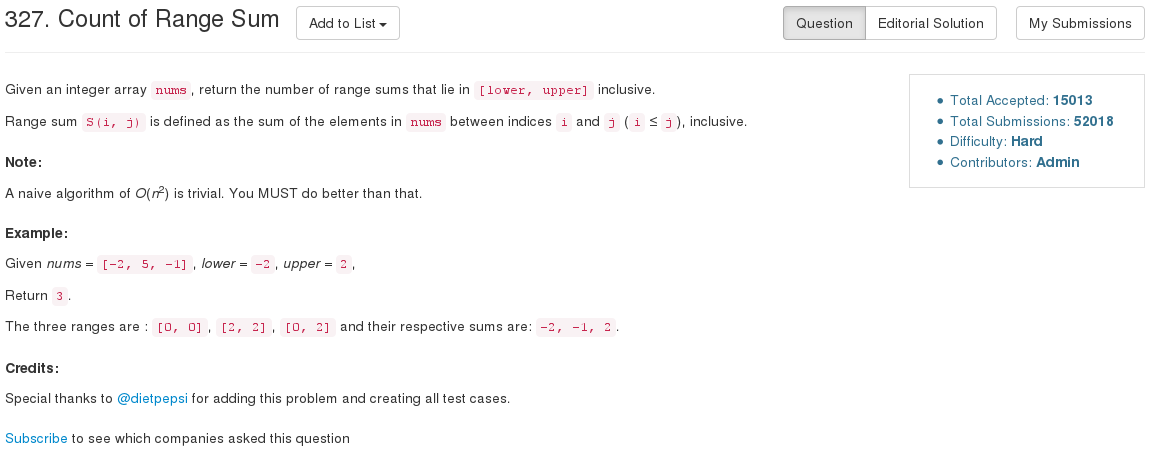 327. Count of Range Sum
Add to List
Question
Editorial Solution
My Submissions
Given an integer array nums, return the number of range sums that lie in [lower, upper] inclusive.
Range sum S(i, j) is defined as the sum of the elements in nums between indices i and j (i ≤ j), inclusive.
Note:
A naive algorithm of O(n²) is trivial. You MUST do better than that.
Example:
Given nums = [-2, 5, -1], lower = -2, upper = 2,
Return 3.
The three ranges are : [0, 0], [2, 2], [0, 2] and their respective sums are: -2, -1, 2.
Credits:
Special thanks to @dietpepsi for adding this problem and creating all test cases.
Subscribe to see which companies asked this question
Total Accepted: 15013
Total Submissions: 52018
Difficulty: Hard
Contributors: Admin